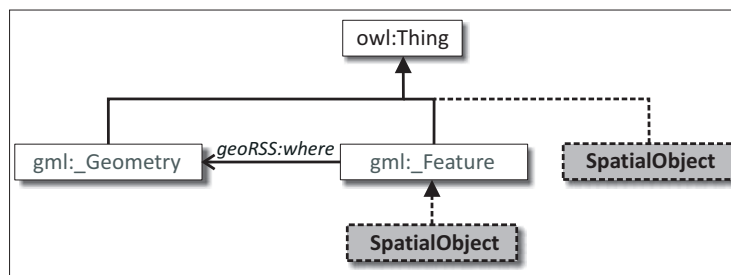 owl:Thing
gml:_Geometry
geoRSS:where
gml:_Feature
SpatialObject
SpatialObject